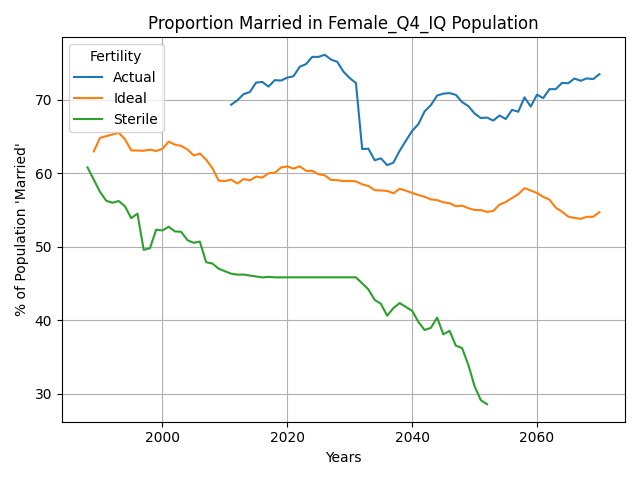 Proportion Married in Female_Q4_IQ Population
Fertility
Actual
Ideal
Sterile
% of Population 'Married'
70
60
50
40
30
2000
2020
2040
2060
Years